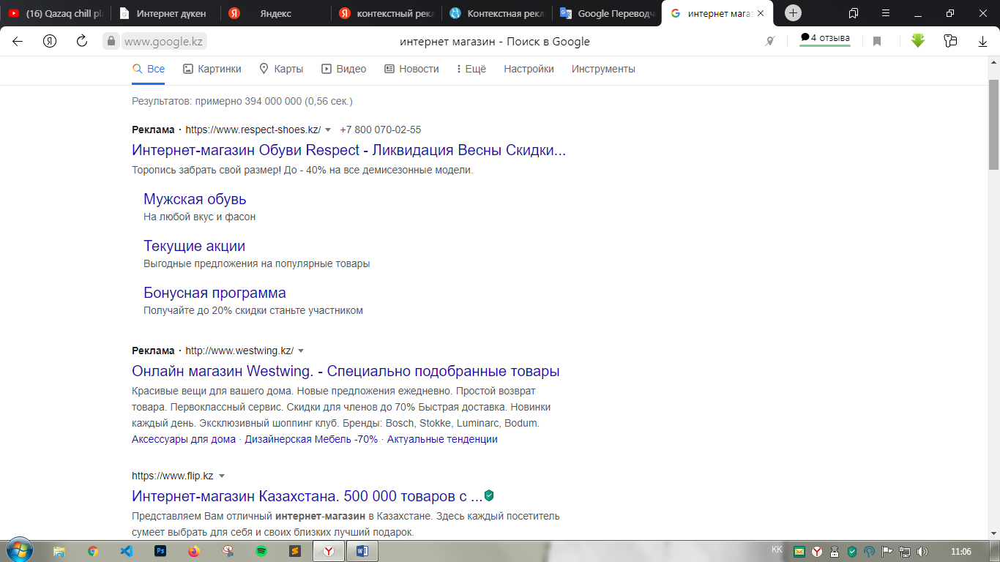 (16) Qazaq chill pla
Интернет дүкен
Яндекс
контекстный рекл
Контекстная рекл
Google Переводч
интернет мага
www.google.kz
интернет магазин - Поиск в Google
4 отзыва
Все
Картинки
Карты
Видео
Новости
Ещё
Настройки
Инструменты
Результатов: примерно 394 000 000 (0,56 сек.)
Реклама · https://www.respect-shoes.kz/ +7 800 070-02-55
Интернет-магазин Обуви Respect - Ликвидация Весны Скидки...
Торопись забрать свой размер! До - 40% на все демисезонные модели.
Мужская обувь
На любой вкус и фасон
Текущие акции
Выгодные предложения на популярные товары
Бонусная программа
Получайте до 20% скидки станьте участником
Реклама · http://www.westwing.kz/
Онлайн магазин Westwing. - Специально подобранные товары
Красивые вещи для вашего дома. Новые предложения ежедневно. Простой возврат
товара. Первоклассный сервис. Скидки для членов до 70% Быстрая доставка. Новинки
каждый день. Эксклюзивный шоппинг клуб. Бренды: Bosch, Stokke, Luminarc, Bodum.
Аксессуары для дома · Дизайнерская Мебель -70% · Актуальные тенденции
https://www.flip.kz
Интернет-магазин Казахстана. 500 000 товаров с ...
Представляем Вам отличный интернет-магазин в Казахстане. Здесь каждый посетитель
сумеет выбрать для себя и своих близких лучший подарок.
KK
11:06